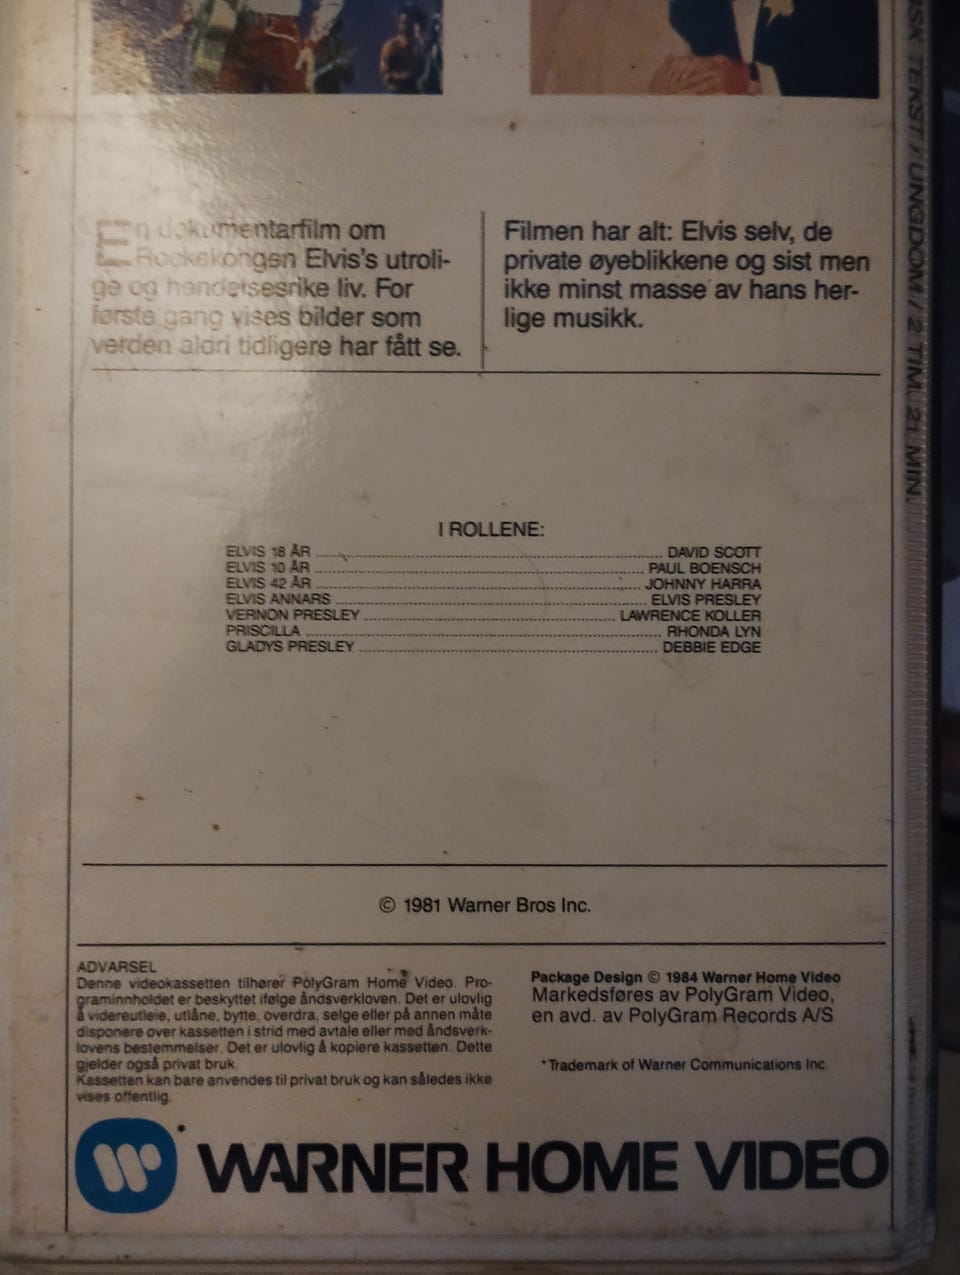 En dokumentarfilm om
Rockekongen Elvis's utroli-
ge og hendelsesrike liv. For
første gang vises bilder som
verden aldri tidligere har fått se.
Filmen har alt: Elvis selv, de
private øyeblikkene og sist men
ikke minst masse av hans her-
lige musikk.
I ROLLENE:
ELVIS 18 ÅR DAVID SCOTT
ELVIS 10 ÅR PAUL BOENSCH
ELVIS 42 ÅR JOHNNY HARRA
ELVIS ANNARS ELVIS PRESLEY
VERNON PRESLEY LAWRENCE KOLLER
PRISCILLA RHONDA LYN
GLADYS PRESLEY DEBBIE EDGE
© 1981 Warner Bros Inc.
ADVARSEL
Denne videokassetten tilhører PolyGram Home Video. Pro-
graminnholdet er beskyttet ifølge åndsverkloven. Det er ulovlig
å videreutleie, utlåne, bytte, overdra, selge eller på annen måte
disponere over kassetten i strid med avtale eller med åndsverk-
lovens bestemmelser. Det er ulovlig å kopiere kassetten. Dette
gjelder også privat bruk.
Kassetten kan bare anvendes til privat bruk og kan således ikke
vises offentlig.
Package Design © 1984 Warner Home Video
Markedsføres av PolyGram Video,
en avd. av PolyGram Records A/S
*Trademark of Warner Communications Inc.
* WARNER HOME VIDEO
TEKST / UNGDOM / 2 TIM. 21 MIN.